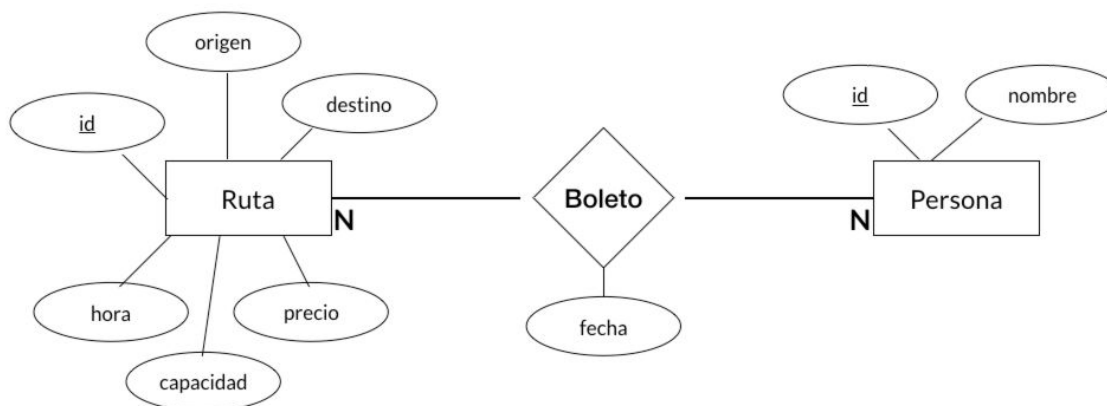 origen
id
destino
Ruta
N
hora
precio
capacidad
Boleto
fecha
id
nombre
N
Persona